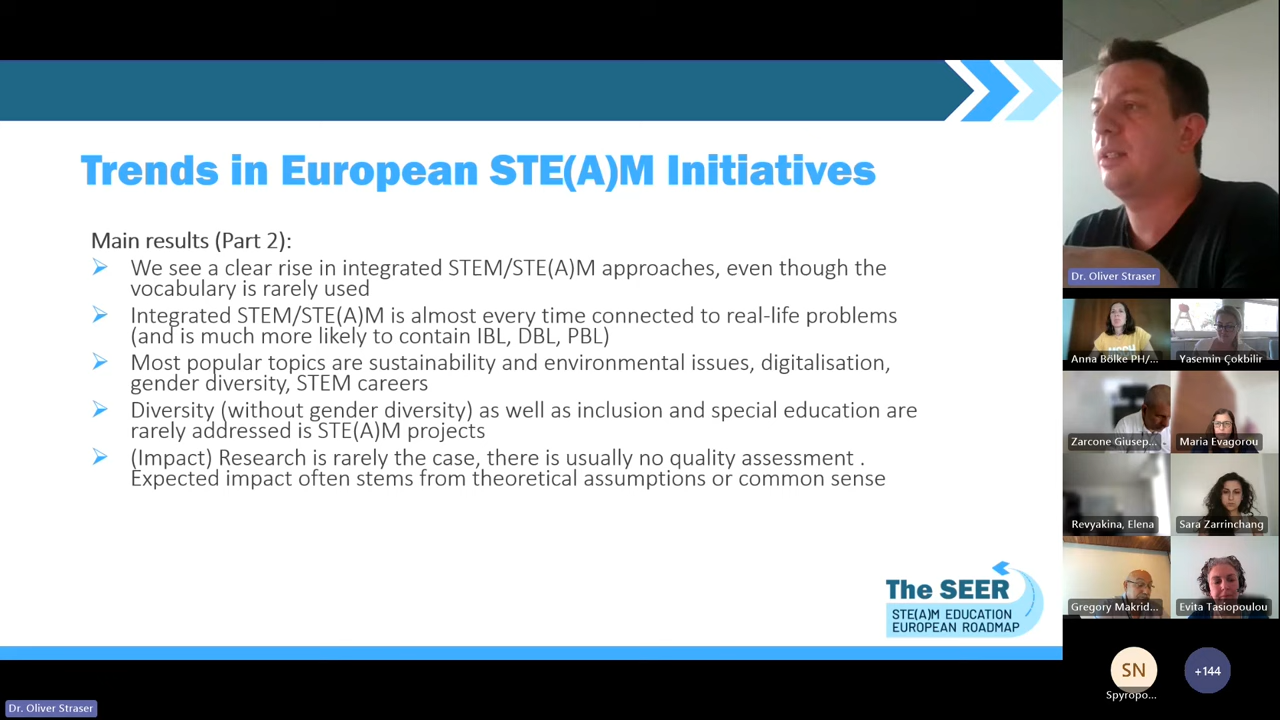 Trends in European STE(A)M Initiatives
Main results (Part 2):
We see a clear rise in integrated STEM/STE(A)M approaches, even though the
vocabulary is rarely used
Integrated STEM/STE(A)M is almost every time connected to real-life problems
(and is much more likely to contain IBL, DBL, PBL)
Most popular topics are sustainability and environmental issues, digitalisation,
gender diversity, STEM careers
Diversity (without gender diversity) as well as inclusion and special education are
rarely addressed is STE(A)M projects
(Impact) Research is rarely the case, there is usually no quality assessment .
Expected impact often stems from theoretical assumptions or common sense
The SEER
STE(A)M EDUCATION
EUROPEAN ROADMAP
Dr. Oliver Straser
Dr. Oliver Straser
Anna Bölke PH/...
Yasemin Çokbilir
Zarcone Giusep...
Maria Evagorou
Revyakina, Elena
Sara Zarrinchang
Gregory Makrid...
Evita Tasiopoulou
SN
Spyropo...
+144